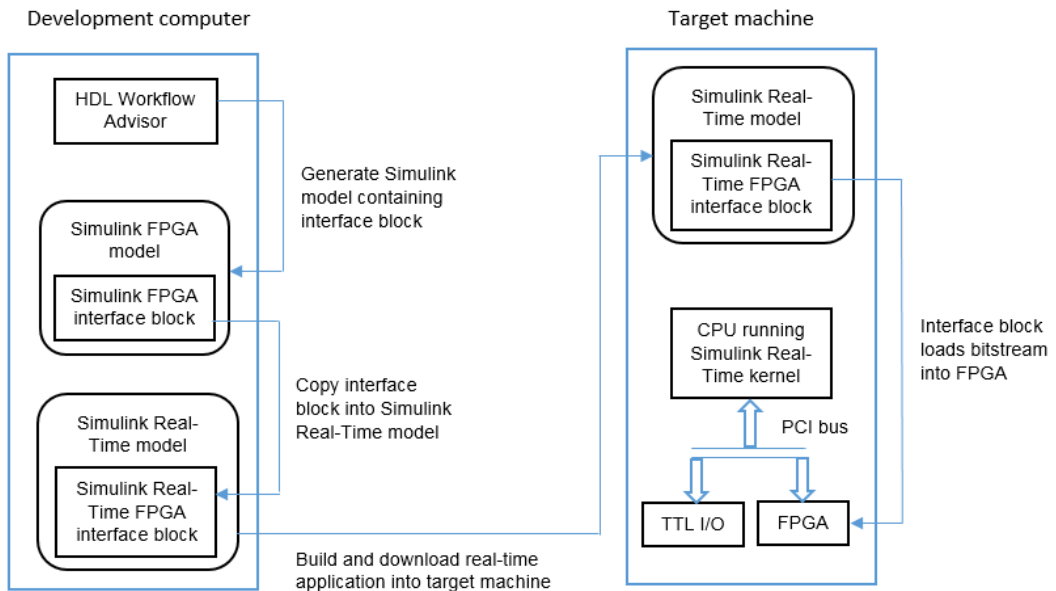 Development computer
HDL Workflow
Advisor
Generate Simulink
model containing
interface block
Simulink FPGA
model
Simulink FPGA
interface block
Copy interface
block into Simulink
Real-Time model
Simulink Real-
Time model
Simulink Real-
Time FPGA
interface block
Build and download real-time
application into target machine
Target machine
Simulink Real-
Time model
Simulink Real-
Time FPGA
interface block
CPU running
Simulink Real-
Time kernel
PCI bus
TTL I/O
FPGA
Interface block
loads bitstream
into FPGA